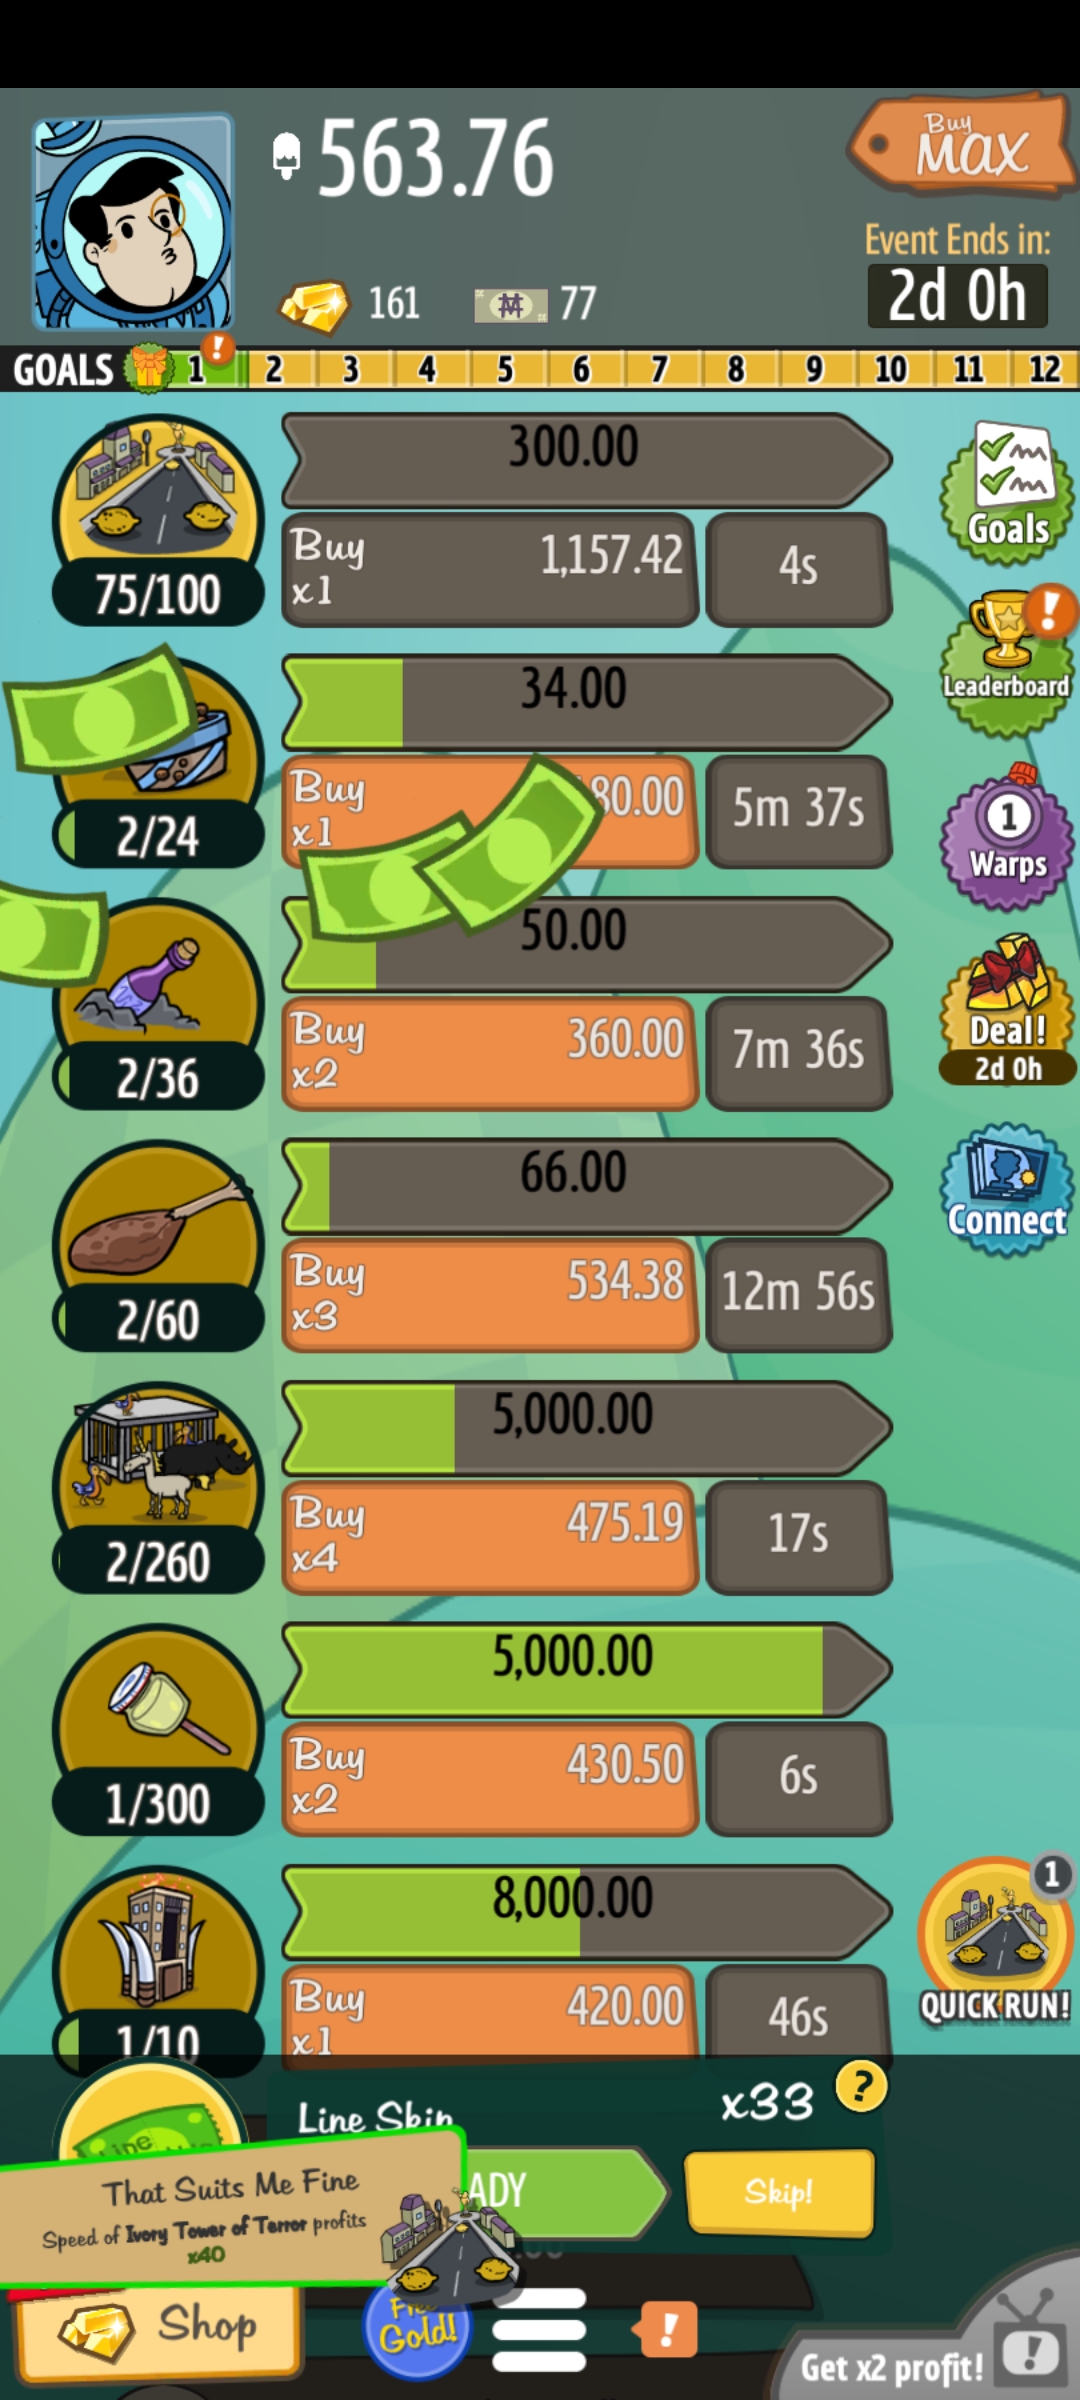 563.76
Buy
MAX
Event Ends in:
2d 0h
161
77
GOALS 1 ! 2 3 4 5 6 7 8 9 10 11 12
300.00
Buy
x1
1,157.42
4s
75/100
Goals
34.00
Buy
x1
80.00
5m 37s
2/24
!
Leaderboard
50.00
Buy
x2
360.00
7m 36s
2/36
1
Warps
66.00
Buy
x3
534.38
12m 56s
2/60
Deal!
2d 0h
Connect
5,000.00
Buy
x4
475.19
17s
2/260
5,000.00
Buy
x2
430.50
6s
1/300
8,000.00
Buy
x1
420.00
46s
1/10
1
QUICK RUN!
Line Skip
x33
?
ADY
Skip!
That Suits Me Fine
Speed of Ivory Tower of Terror profits
x40
Shop
Free
Gold!
!
Get x2 profit!
!